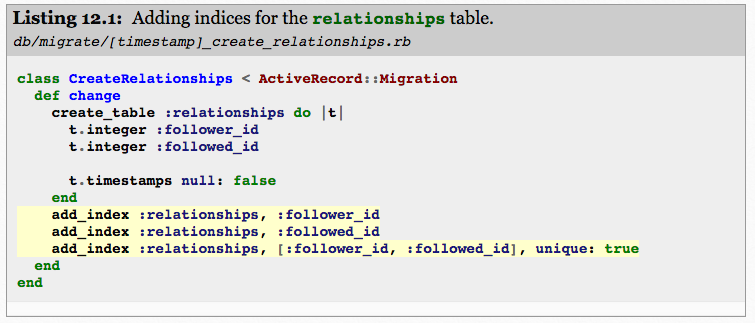 Listing 12.1: Adding indices for the relationships table.
db/migrate/[timestamp]_create_relationships.rb
class CreateRelationships < ActiveRecord::Migration
  def change
    create_table :relationships do |t|
      t.integer :follower_id
      t.integer :followed_id

      t.timestamps null: false
    end
    add_index :relationships, :follower_id
    add_index :relationships, :followed_id
    add_index :relationships, [:follower_id, :followed_id], unique: true
  end
end